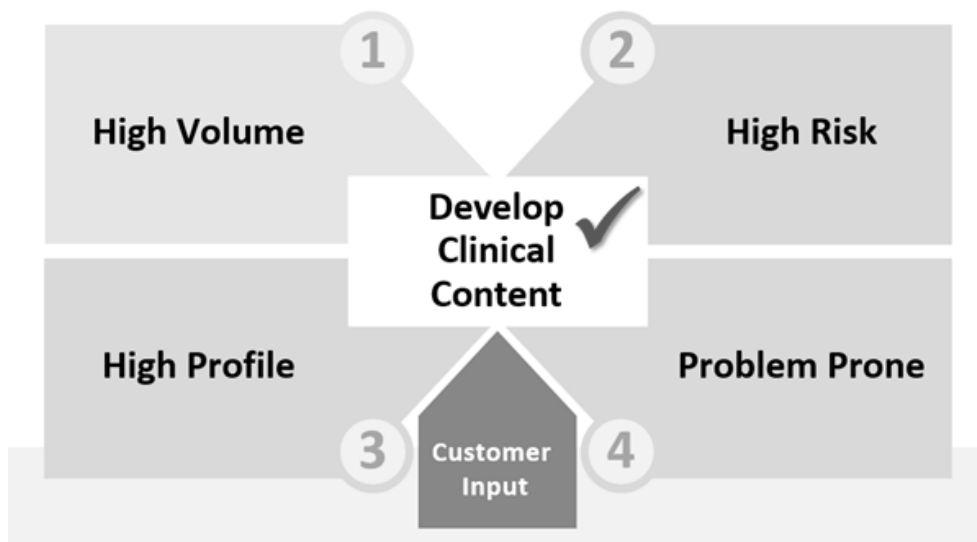 1
2
High Volume
High Risk
Develop
Clinical
Content
High Profile
Problem Prone
3
Customer
Input
4